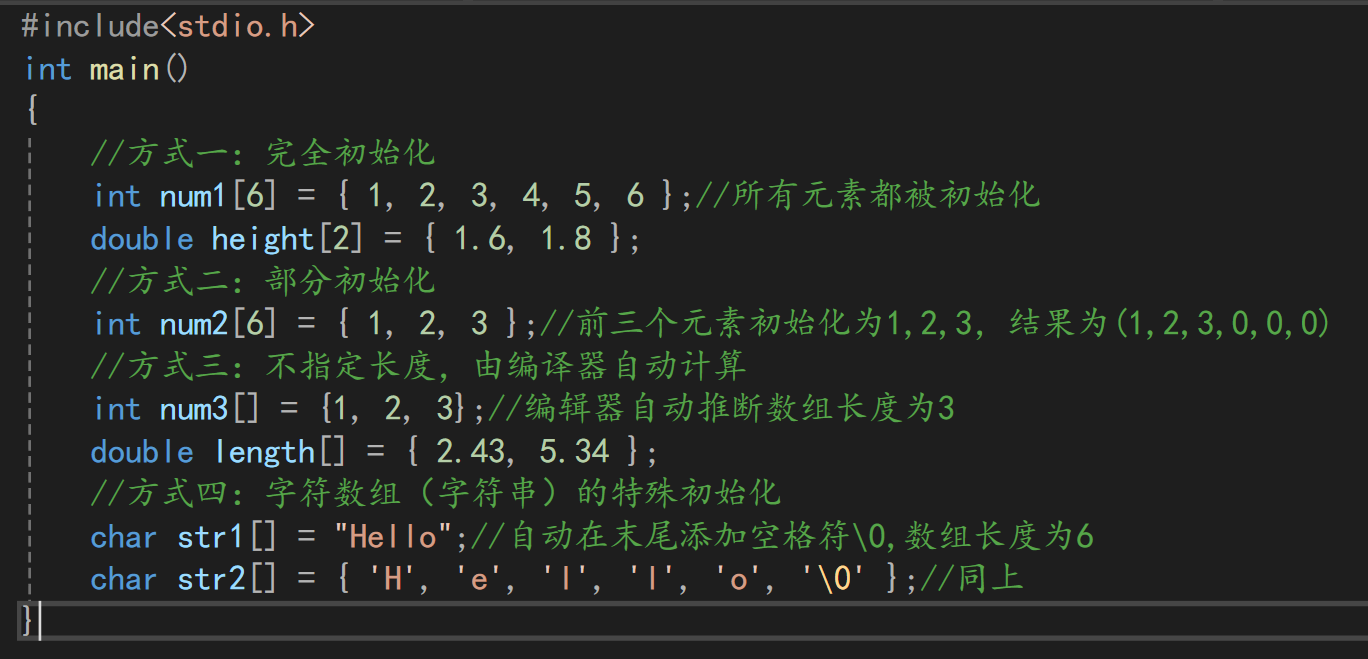 #include<stdio.h>
int main()
{
//方式一：完全初始化
int num1[6] = { 1, 2, 3, 4, 5, 6 };//所有元素都被初始化
double height[2] = { 1.6, 1.8 };
//方式二：部分初始化
int num2[6] = { 1, 2, 3 };//前三个元素初始化为1,2,3, 结果为(1,2,3,0,0,0)
//方式三：不指定长度，由编译器自动计算
int num3[] = {1, 2, 3};//编辑器自动推断数组长度为3
double length[] = { 2.43, 5.34 };
//方式四：字符数组（字符串）的特殊初始化
char str1[] = "Hello";//自动在末尾添加空格符\0,数组长度为6
char str2[] = { 'H', 'e', 'l', 'l', 'o', '\0' };//同上
}